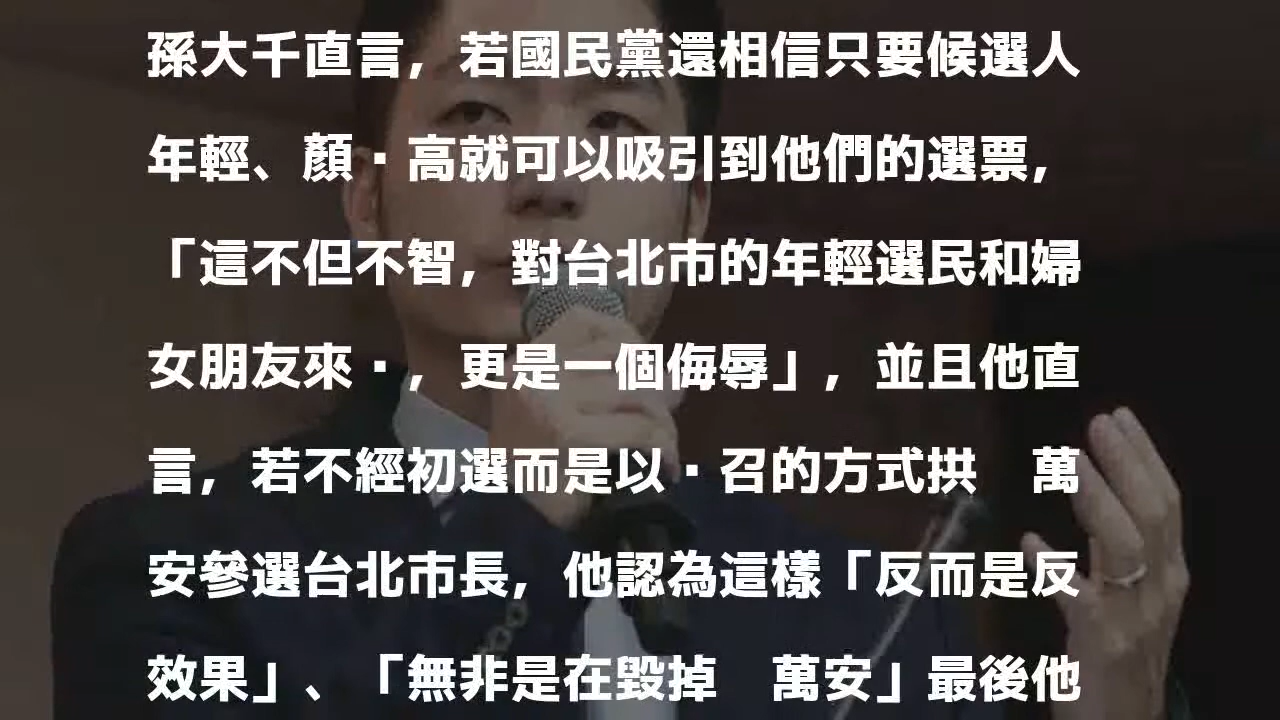 孫大千直言，若國民黨還相信只要候選人
年輕、顏·高就可以吸引到他們的選票，
「這不但不智，對台北市的年輕選民和婦
女朋友來·，更是一個侮辱」，並且他直
言，若不經初選而是以·召的方式拱　萬
安參選台北市長，他認為這樣「反而是反
效果」、「無非是在毀掉　萬安」最後他